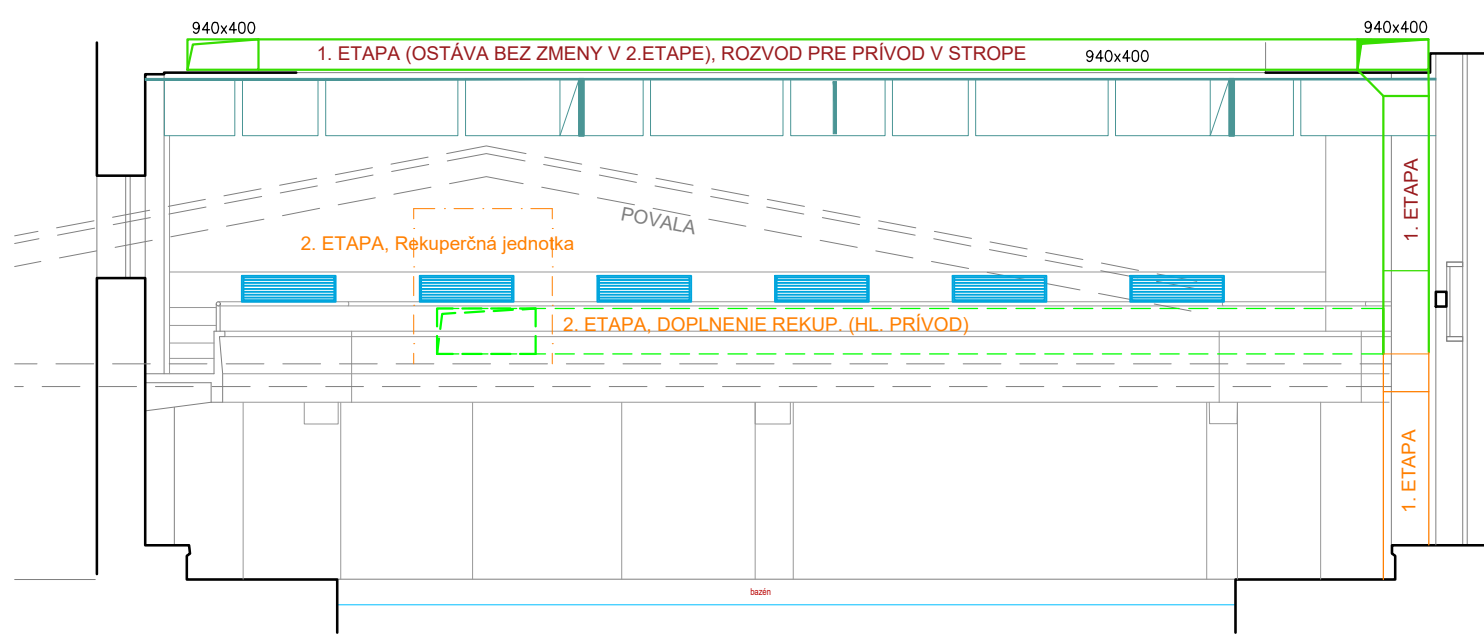 940x400
940x400
1. ETAPA (OSTÁVA BEZ ZMENY V 2.ETAPE), ROZVOD PRE PRÍVOD V STROPE
940x400
1. ETAPA
POVALA
2. ETAPA, Rekuperčná jednotka
2. ETAPA, DOPLNENIE REKUP. (HL. PRÍVOD)
1. ETAPA
bazén